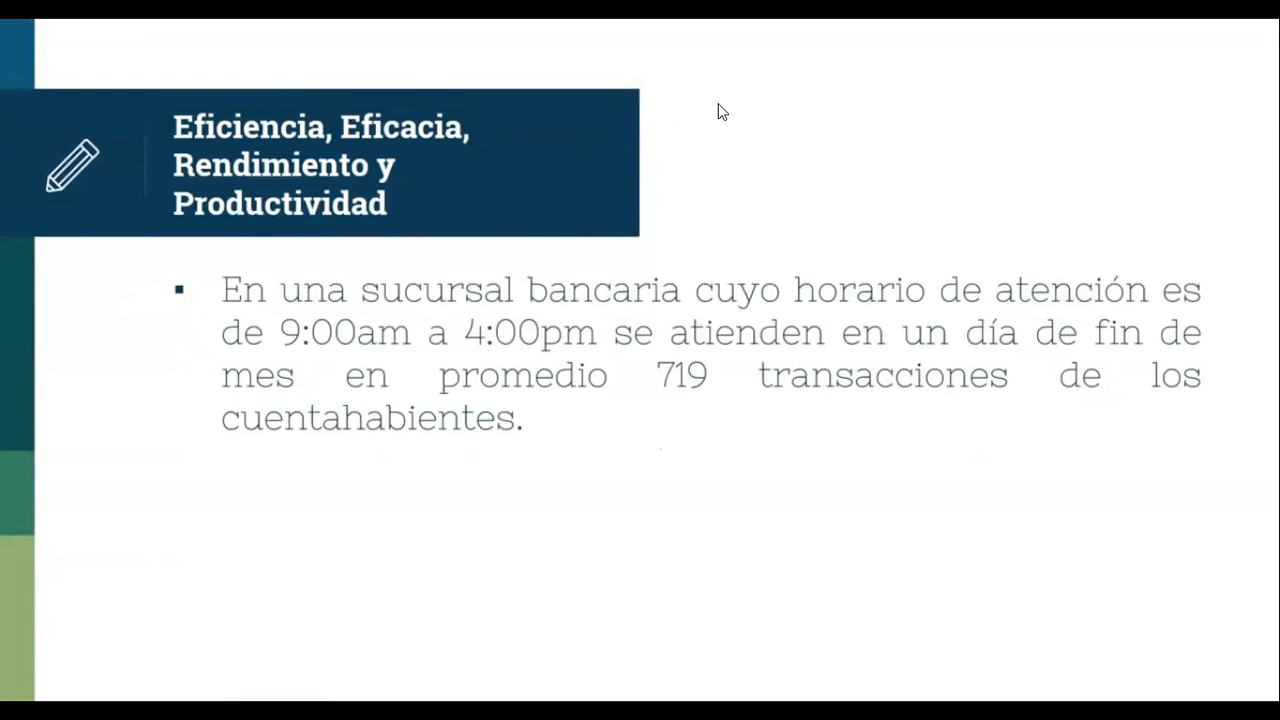 Eficiencia, Eficacia,
Rendimiento y
Productividad
▪ En una sucursal bancaria cuyo horario de atención es
de 9:00am a 4:00pm se atienden en un día de fin de
mes en promedio 719 transacciones de los
cuentahabientes.